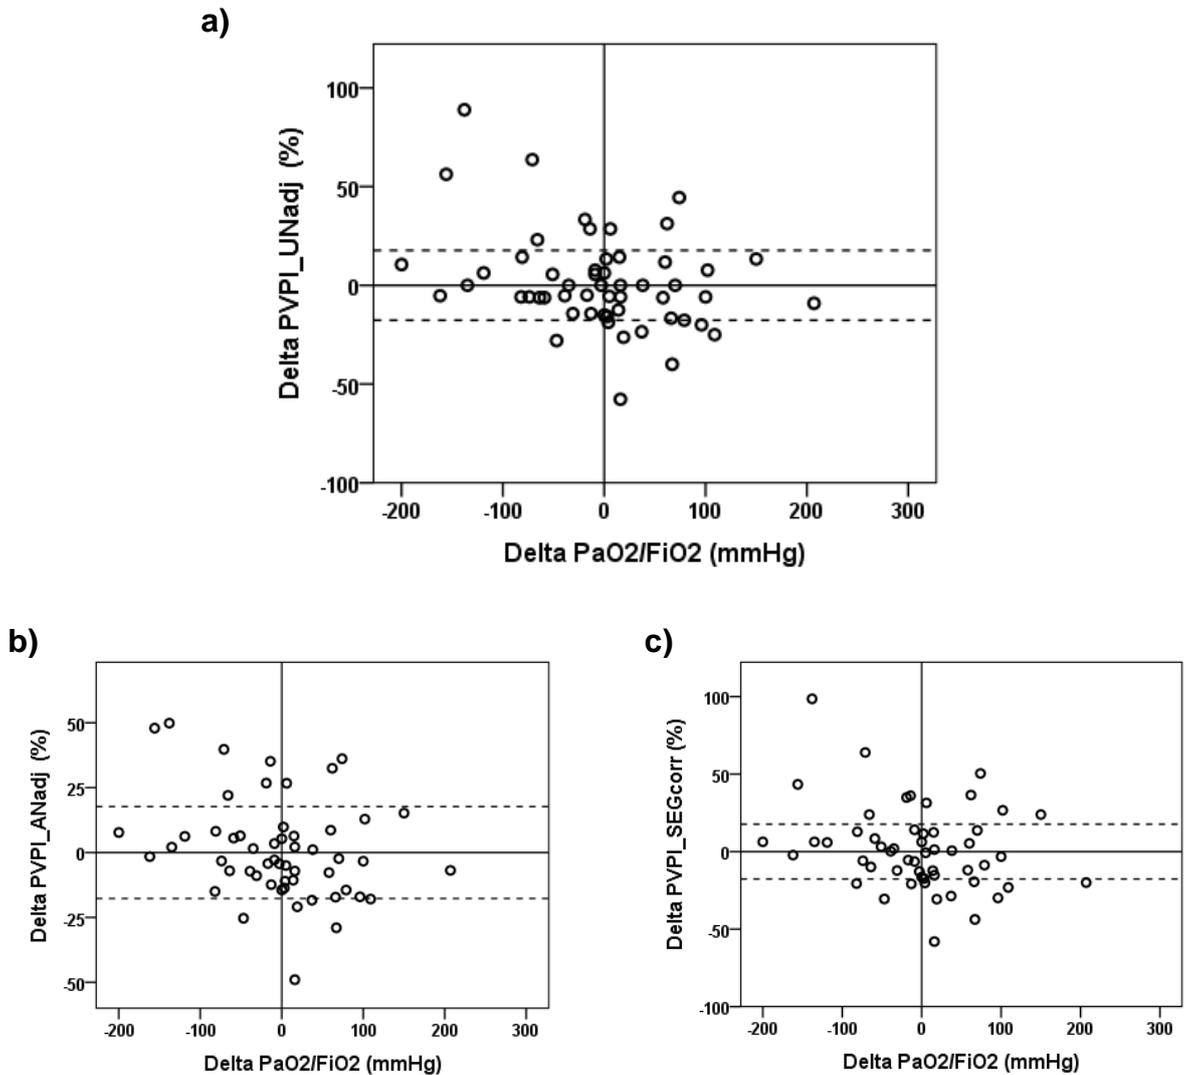 a)
Delta PVPI_UNadj (%)
100
50
0
-50
-100
-200 -100 0 100 200 300
Delta PaO2/FiO2 (mmHg)
b)
Delta PVPI_ANadj (%)
50
25
0
-25
-50
-200 -100 0 100 200 300
Delta PaO2/FiO2 (mmHg)
c)
Delta PVPI_SEGcorr (%)
100
50
0
-50
-100
-200 -100 0 100 200 300
Delta PaO2/FiO2 (mmHg)